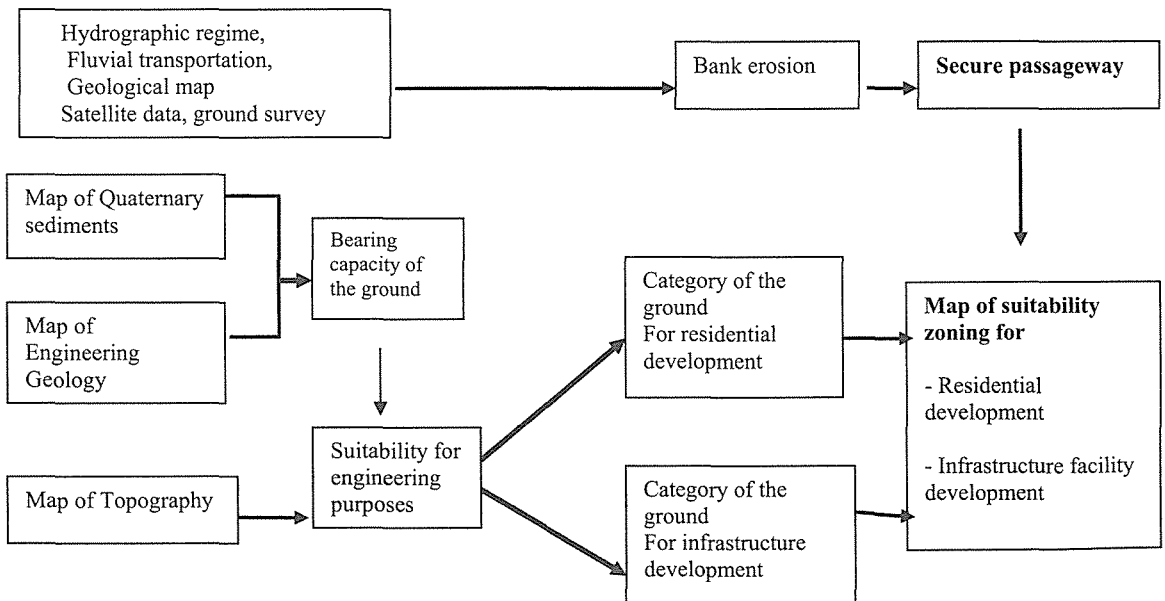 Hydrographic regime,
Fluvial transportation,
Geological map
Satellite data, ground survey
Bank erosion
Secure passageway
Map of Quaternary
sediments
Map of
Engineering
Geology
Bearing
capacity of
the ground
Map of Topography
Suitability for
engineering
purposes
Category of the
ground
For residential
development
Category of the
ground
For infrastructure
development
Map of suitability
zoning for
- Residential
development
- Infrastructure facility
development